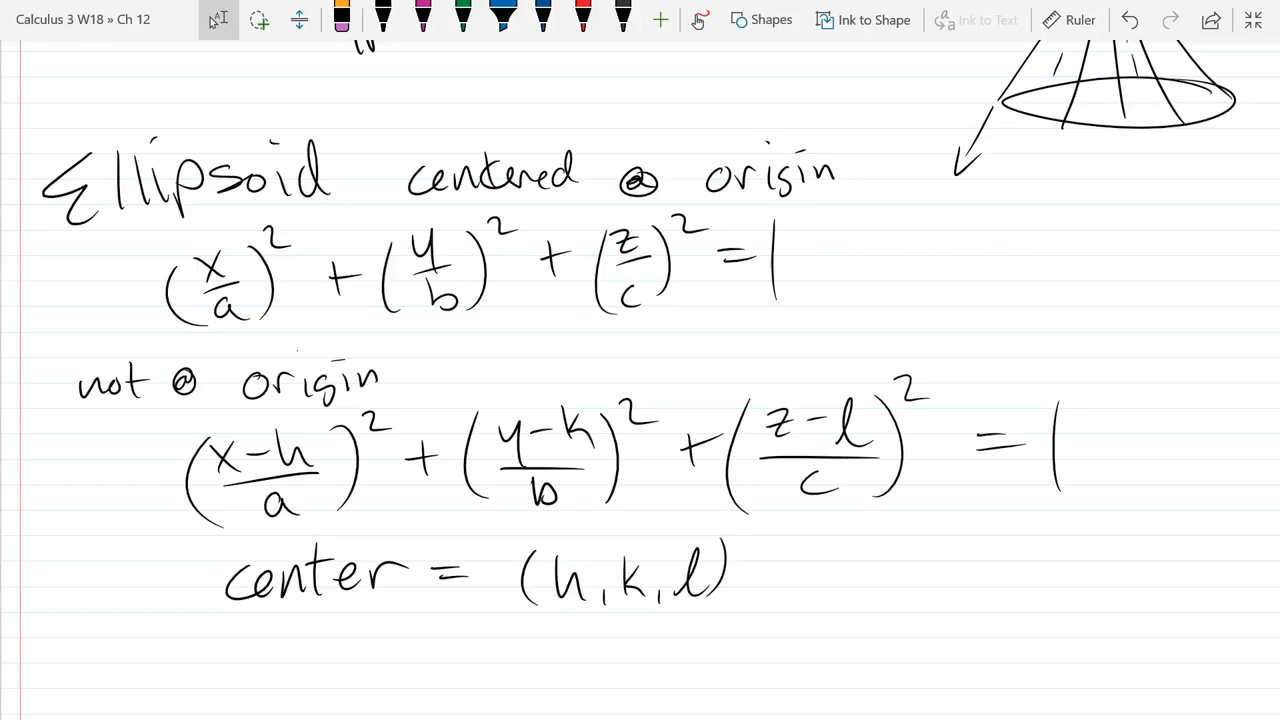 Calculus 3 W18 » Ch 12
Shapes
Ink to Shape
Ink to Text
Ruler
Ellipsoid centered @ origin
(x/a)² + (y/b)² + (z/c)² = 1
not @ origin
((x-h)/a)² + ((y-k)/b)² + ((z-l)/c)² = 1
center = (h, k, l)